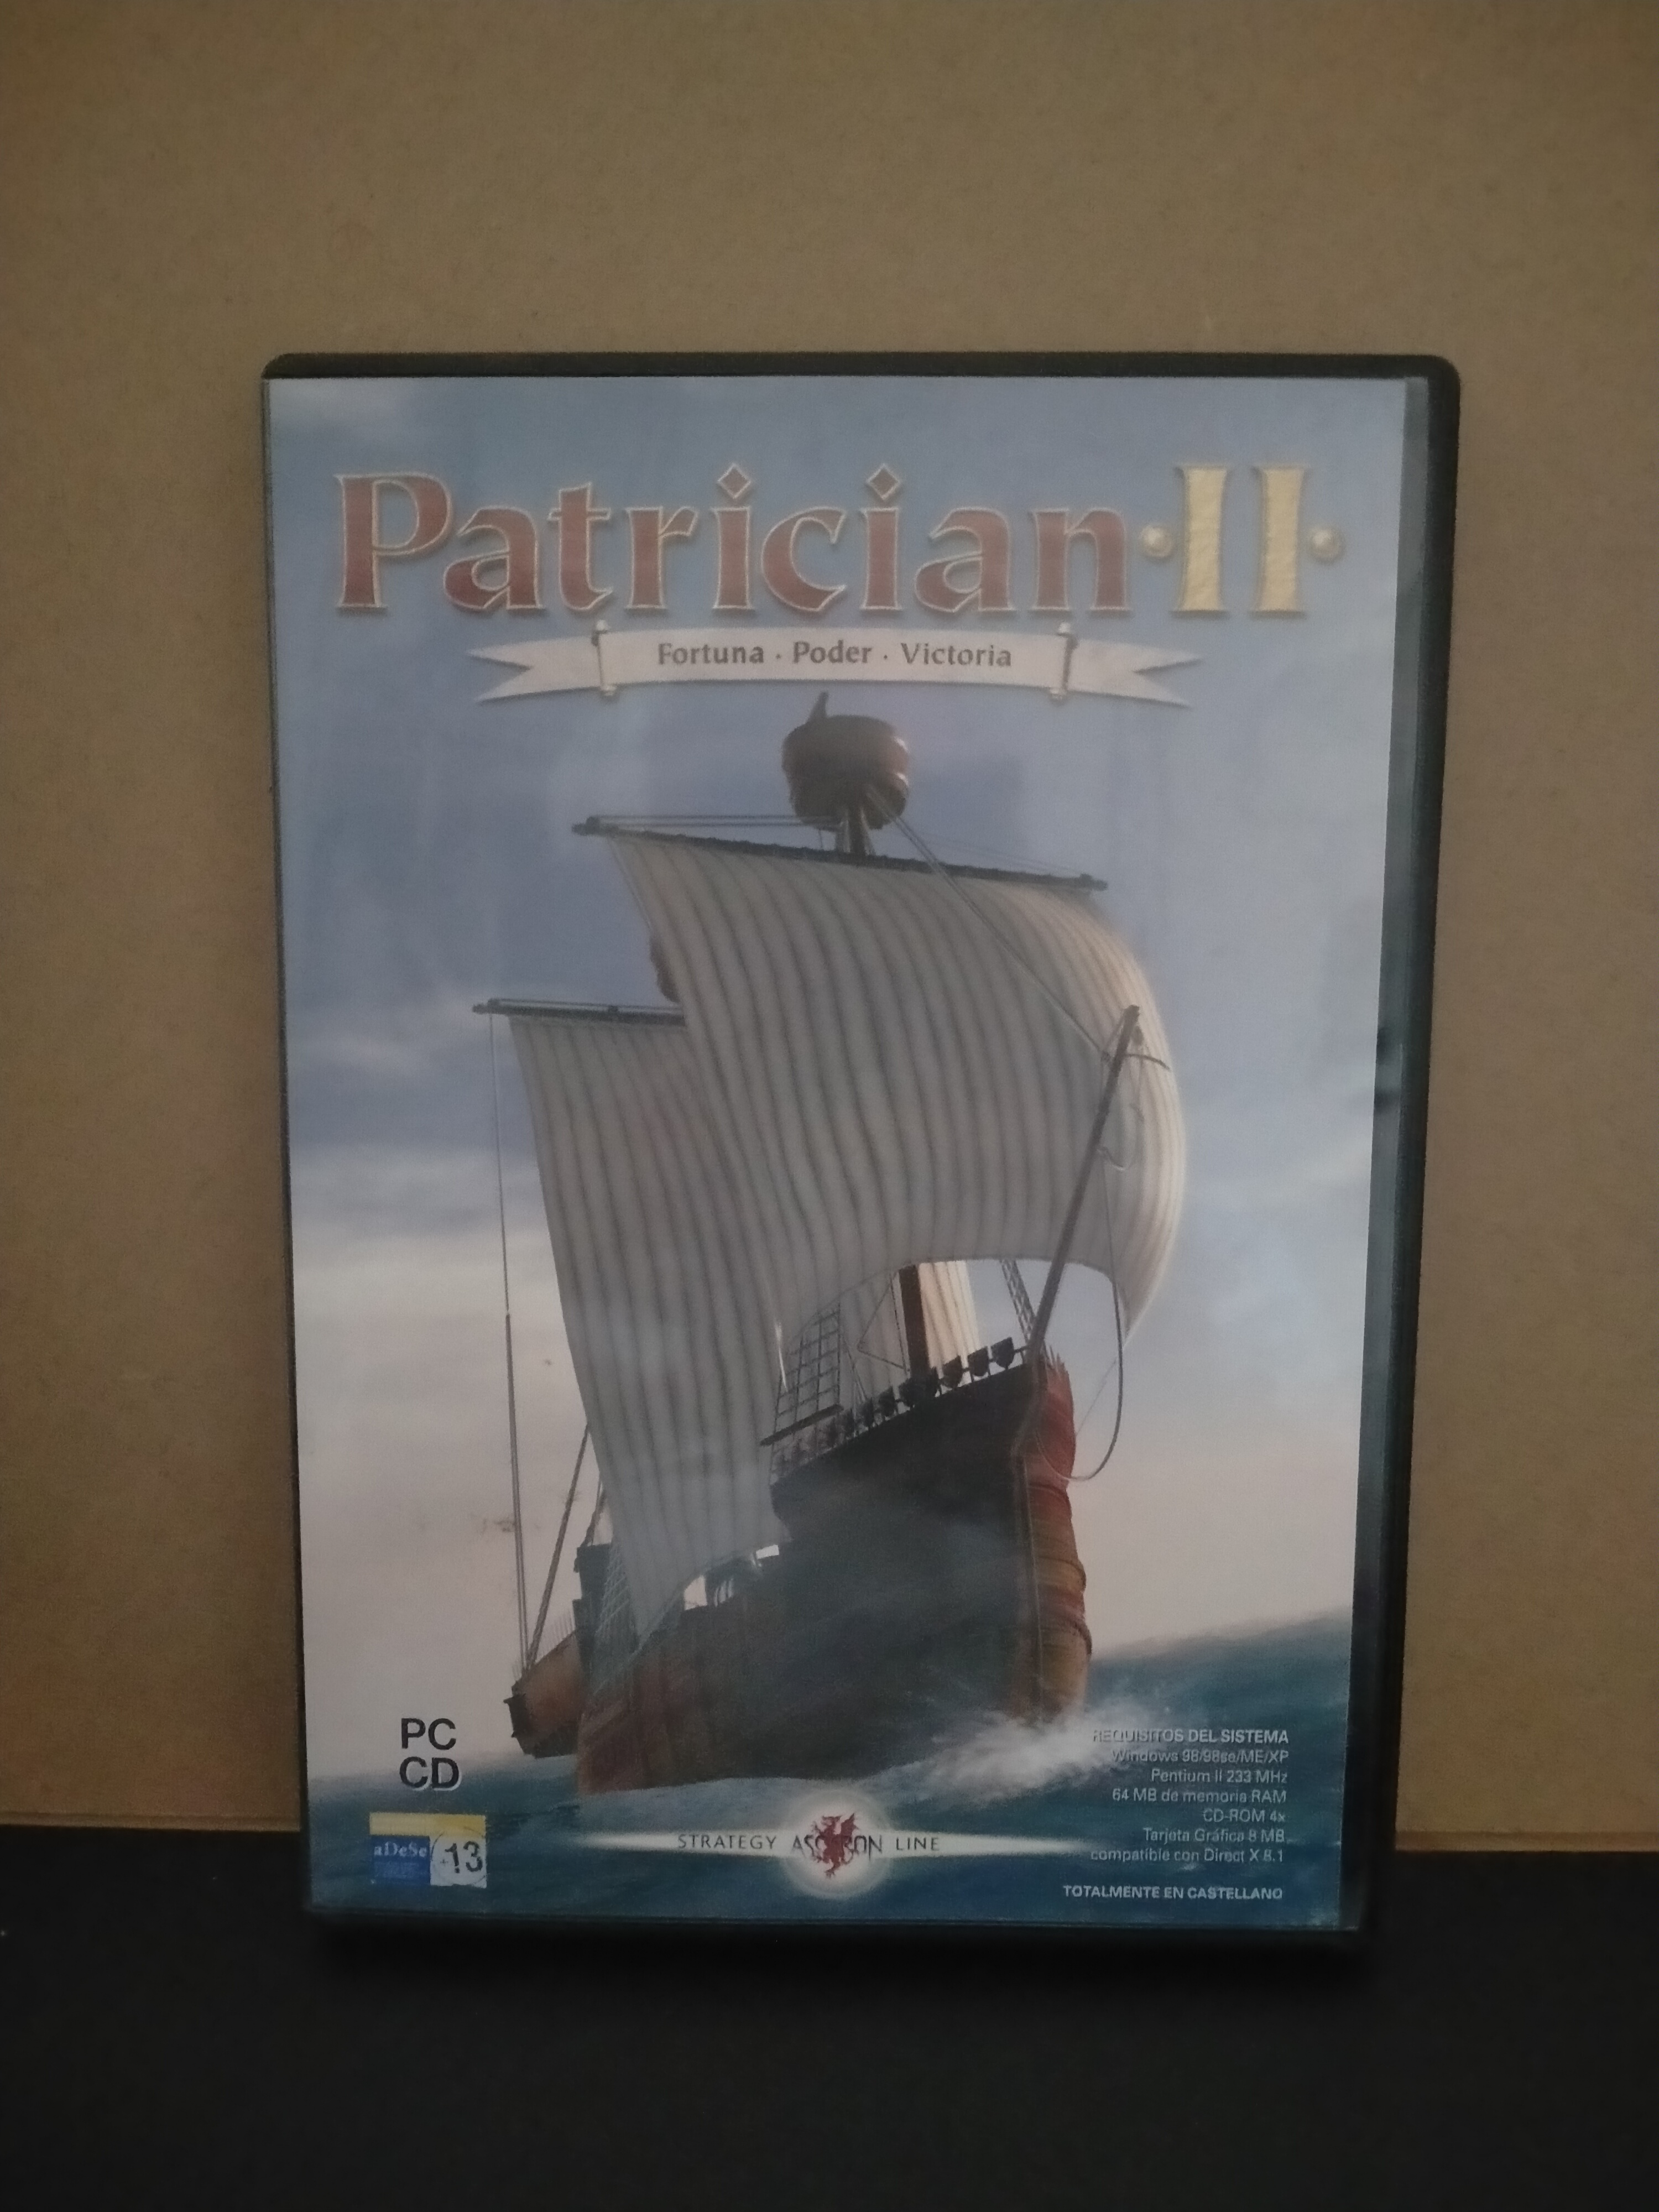 Patrician·II·
Fortuna · Poder · Victoria
PC
CD
aDeSe
+13
STRATEGY ASCARON LINE
REQUISITOS DEL SISTEMA
Windows 98/98se/ME/XP
Pentium II 233 MHz
64 MB de memoria RAM
CD-ROM 4x
Tarjeta Gráfica 8 MB
compatible con Direct X 8.1
TOTALMENTE EN CASTELLANO